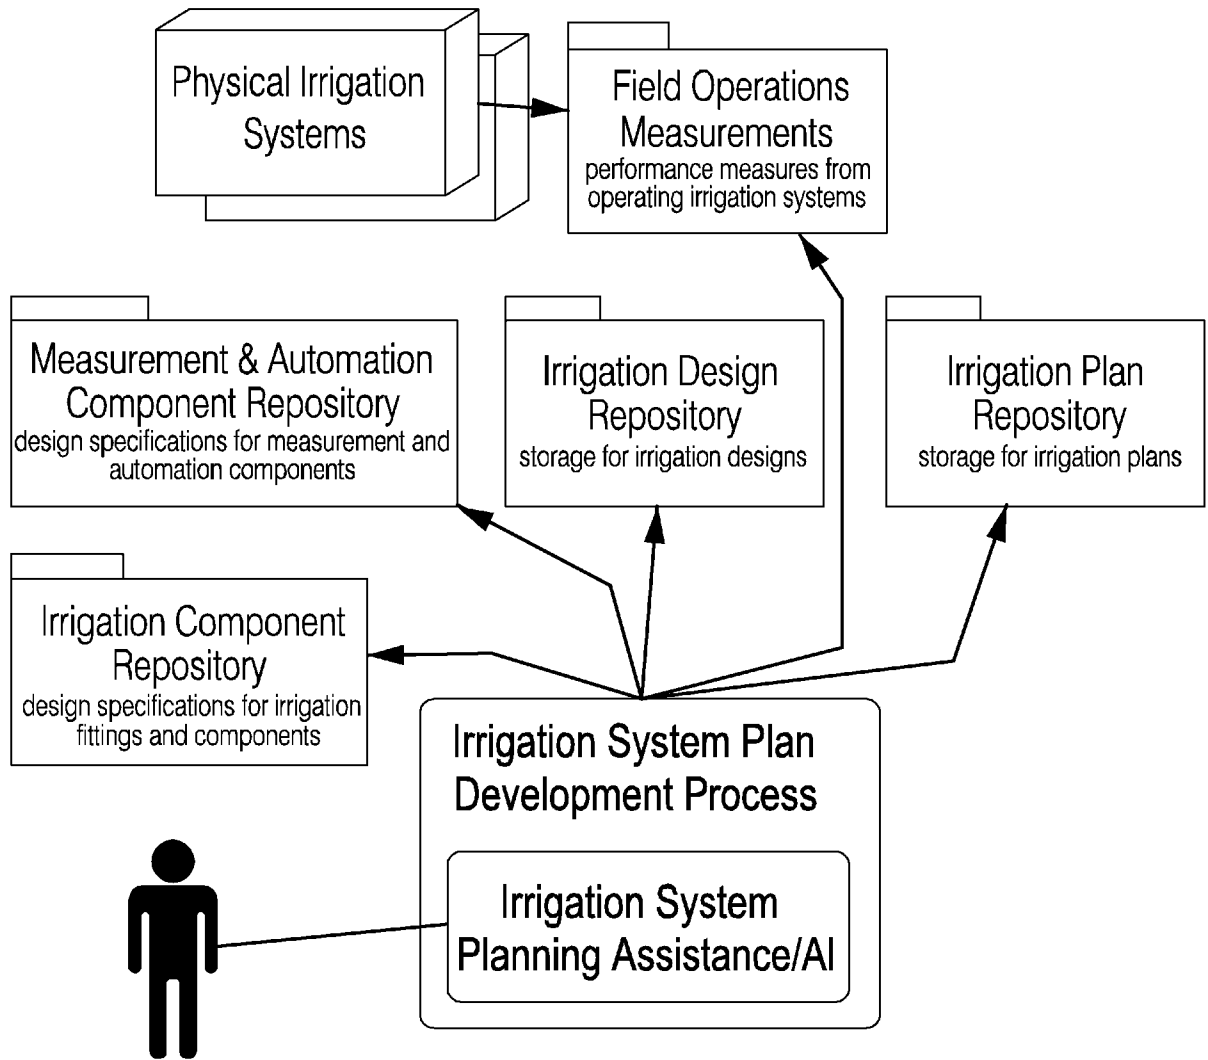 Physical Irrigation
Systems
Field Operations
Measurements
performance measures from
operating irrigation systems
Measurement & Automation
Component Repository
design specifications for measurement and
automation components
Irrigation Design
Repository
storage for irrigation designs
Irrigation Plan
Repository
storage for irrigation plans
Irrigation Component
Repository
design specifications for irrigation
fittings and components
Irrigation System Plan
Development Process
Irrigation System
Planning Assistance/AI